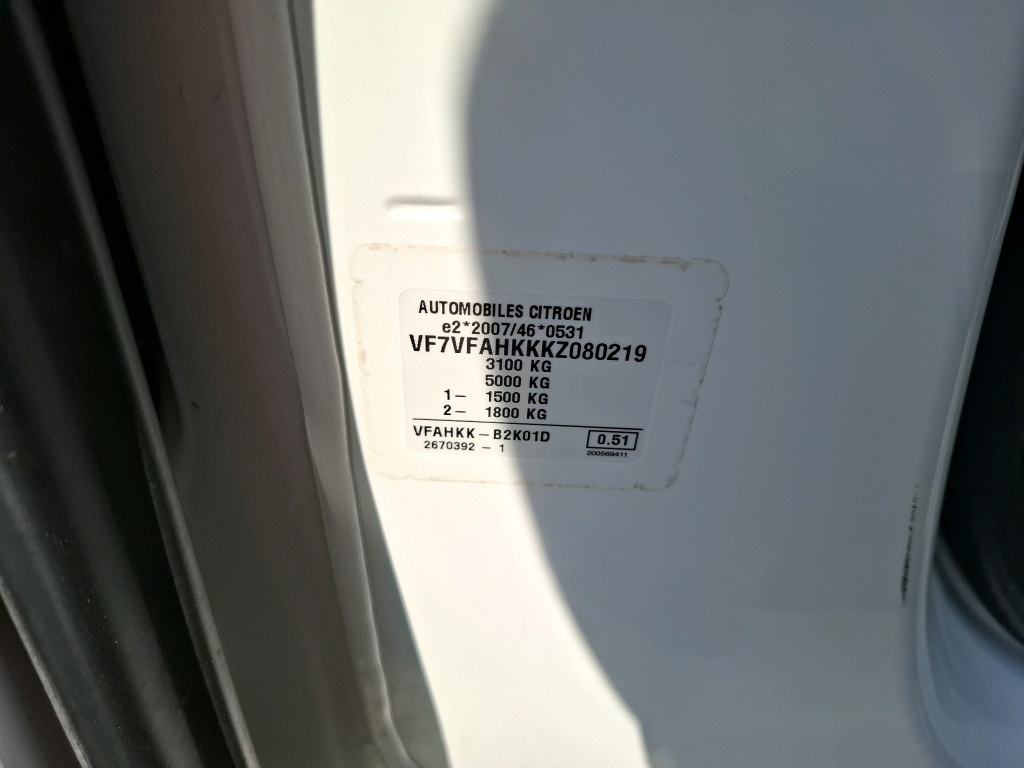 AUTOMOBILES CITROEN
e2*2007/46*0531
VF7VFAHKKKZ080219
3100 KG
5000 KG
1– 1500 KG
2– 1800 KG
VFAHKK–B2K01D 0.51
2670392 – 1 200569411